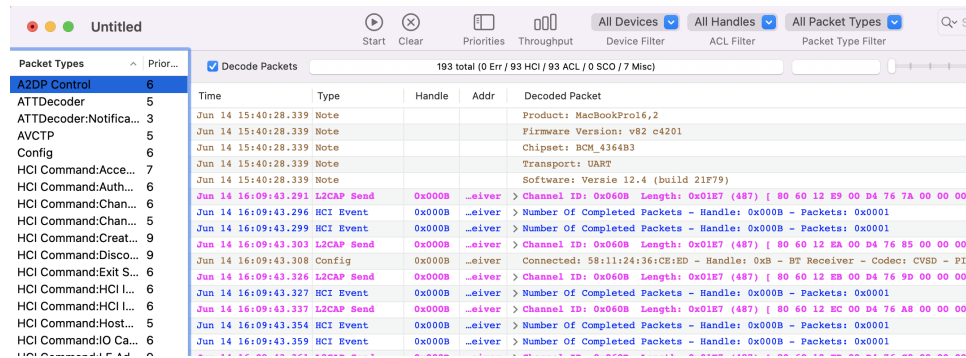 Untitled
Start Clear Priorities Throughput All Devices Device Filter All Handles ACL Filter All Packet Types Packet Type Filter
Packet Types Prior...
A2DP Control 6
ATTDecoder 5
ATTDecoder:Notifica... 3
AVCTP 5
Config 6
HCI Command:Acce... 7
HCI Command:Auth... 6
HCI Command:Chan... 6
HCI Command:Chan... 5
HCI Command:Creat... 9
HCI Command:Disco... 9
HCI Command:Exit S... 6
HCI Command:HCI I... 6
HCI Command:HCI I... 6
HCI Command:Host... 5
HCI Command:IO Ca... 6
Decode Packets 193 total (0 Err / 93 HCI / 93 ACL / 0 SCO / 7 Misc)
Time Type Handle Addr Decoded Packet
Jun 14 15:40:28.339 Note Product: MacBookPro16,2
Jun 14 15:40:28.339 Note Firmware Version: v82 c4201
Jun 14 15:40:28.339 Note Chipset: BCM_4364B3
Jun 14 15:40:28.339 Note Transport: UART
Jun 14 15:40:28.339 Note Software: Versie 12.4 (build 21F79)
Jun 14 16:09:43.291 L2CAP Send 0x000B …eiver Channel ID: 0x060B Length: 0x01E7 (487) [ 80 60 12 E9 00 D4 76 7A 00 00 00
Jun 14 16:09:43.296 HCI Event 0x000B …eiver Number Of Completed Packets - Handle: 0x000B - Packets: 0x0001
Jun 14 16:09:43.299 HCI Event 0x000B …eiver Number Of Completed Packets - Handle: 0x000B - Packets: 0x0001
Jun 14 16:09:43.303 L2CAP Send 0x000B …eiver Channel ID: 0x060B Length: 0x01E7 (487) [ 80 60 12 EA 00 D4 76 85 00 00 00
Jun 14 16:09:43.308 Config 0x000B …eiver Connected: 58:11:24:36:CE:ED - Handle: 0xB - BT Receiver - Codec: CVSD - PI
Jun 14 16:09:43.326 L2CAP Send 0x000B …eiver Channel ID: 0x060B Length: 0x01E7 (487) [ 80 60 12 EB 00 D4 76 9D 00 00 00
Jun 14 16:09:43.327 HCI Event 0x000B …eiver Number Of Completed Packets - Handle: 0x000B - Packets: 0x0001
Jun 14 16:09:43.337 L2CAP Send 0x000B …eiver Channel ID: 0x060B Length: 0x01E7 (487) [ 80 60 12 EC 00 D4 76 A8 00 00 00
Jun 14 16:09:43.354 HCI Event 0x000B …eiver Number Of Completed Packets - Handle: 0x000B - Packets: 0x0001
Jun 14 16:09:43.359 HCI Event 0x000B …eiver Number Of Completed Packets - Handle: 0x000B - Packets: 0x0001